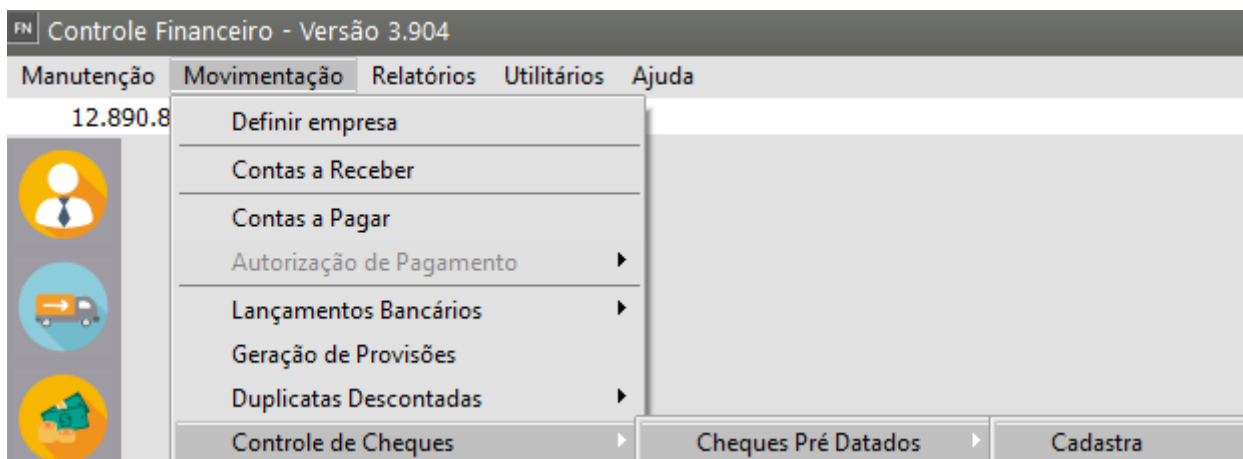 FN Controle Financeiro - Versão 3.904
Manutenção Movimentação Relatórios Utilitários Ajuda
12.890.8
Definir empresa
Contas a Receber
Contas a Pagar
Autorização de Pagamento
Lançamentos Bancários
Geração de Provisões
Duplicatas Descontadas
Controle de Cheques Cheques Pré Datados Cadastra